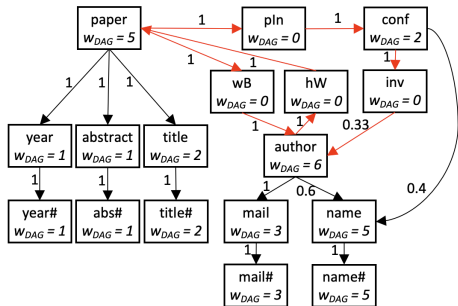 paper
w_DAG = 5
1
pIn
w_DAG = 0
1
conf
w_DAG = 2
1
1
1
1
1
1
wB
w_DAG = 0
hW
w_DAG = 0
inv
w_DAG = 0
1
1
0.33
year
w_DAG = 1
abstract
w_DAG = 1
title
w_DAG = 2
author
w_DAG = 6
1
1
1
1
0.6
0.4
year#
w_DAG = 1
abs#
w_DAG = 1
title#
w_DAG = 2
mail
w_DAG = 3
name
w_DAG = 5
1
1
mail#
w_DAG = 3
name#
w_DAG = 5